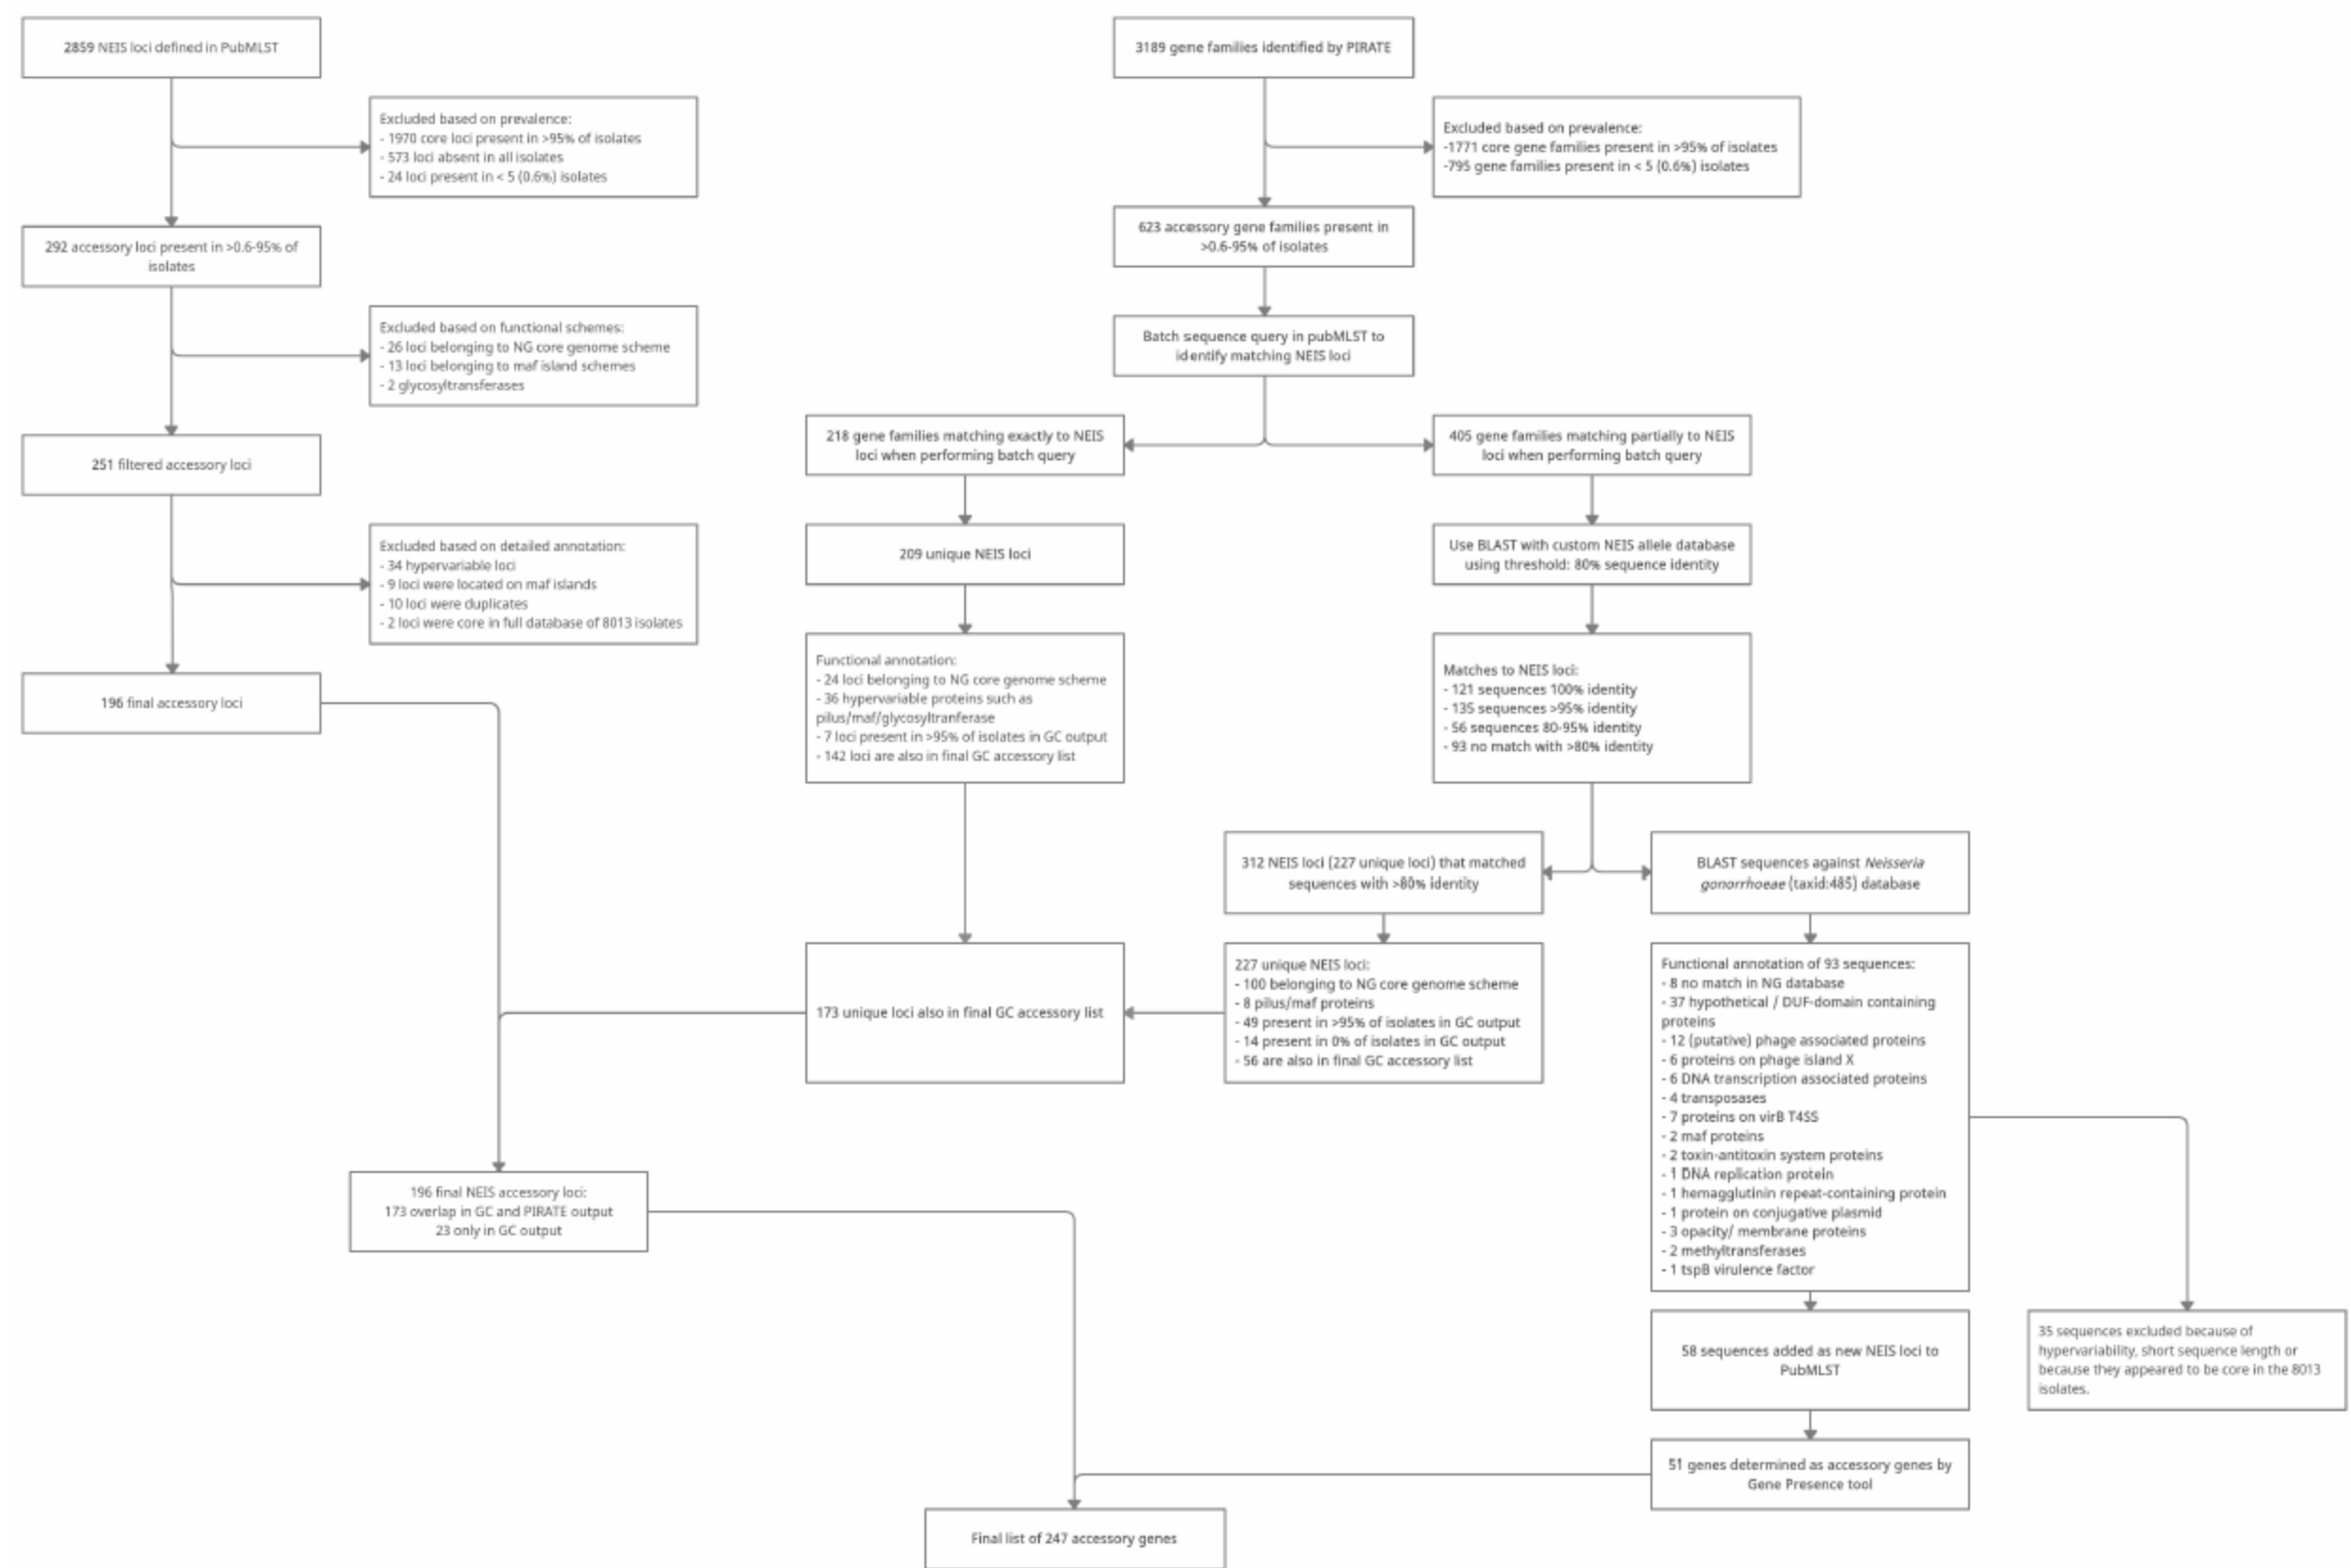 2859 NEIS loci defined in PubMLST
Excluded based on prevalence:
- 1970 core loci present in >95% of isolates
- 573 loci absent in all isolates
- 24 loci present in < 5 (0.6%) isolates
292 accessory loci present in >0.6-95% of
isolates
Excluded based on functional schemes:
- 26 loci belonging to NG core genome scheme
- 13 loci belonging to maf island schemes
- 2 glycosyltransferases
251 filtered accessory loci
Excluded based on detailed annotation:
- 34 hypervariable loci
- 9 loci were located on maf islands
- 10 loci were duplicates
- 2 loci were core in full database of 8013 isolates
196 final accessory loci
3189 gene families identified by PIRATE
Excluded based on prevalence:
-1771 core gene families present in >95% of isolates
-795 gene families present in < 5 (0.6%) isolates
623 accessory gene families present in
>0.6-95% of isolates
Batch sequence query in pubMLST to
identify matching NEIS loci
218 gene families matching exactly to NEIS
loci when performing batch query
405 gene families matching partially to NEIS
loci when performing batch query
209 unique NEIS loci
Use BLAST with custom NEIS allele database
using threshold: 80% sequence identity
Functional annotation:
- 24 loci belonging to NG core genome scheme
- 36 hypervariable proteins such as
pilus/maf/glycosyltranferase
- 7 loci present in >95% of isolates in GC output
- 142 loci are also in final GC accessory list
Matches to NEIS loci:
- 121 sequences 100% identity
- 135 sequences >95% identity
- 56 sequences 80-95% identity
- 93 no match with >80% identity
312 NEIS loci (227 unique loci) that matched
sequences with >80% identity
BLAST sequences against Neisseria
gonorrhoeae (taxid:485) database
173 unique loci also in final GC accessory list
227 unique NEIS loci:
- 100 belonging to NG core genome scheme
- 8 pilus/maf proteins
- 49 present in >95% of isolates in GC output
- 14 present in 0% of isolates in GC output
- 56 are also in final GC accessory list
Functional annotation of 93 sequences:
- 8 no match in NG database
- 37 hypothetical / DUF-domain containing
proteins
- 12 (putative) phage associated proteins
- 6 proteins on phage island X
- 6 DNA transcription associated proteins
- 4 transposases
- 7 proteins on virB T4SS
- 2 maf proteins
- 2 toxin-antitoxin system proteins
- 1 DNA replication protein
- 1 hemagglutinin repeat-containing protein
- 1 protein on conjugative plasmid
- 3 opacity/ membrane proteins
- 2 methyltransferases
- 1 tspB virulence factor
196 final NEIS accessory loci:
173 overlap in GC and PIRATE output
23 only in GC output
58 sequences added as new NEIS loci to
PubMLST
35 sequences excluded because of
hypervariability, short sequence length or
because they appeared to be core in the 8013
isolates.
51 genes determined as accessory genes by
Gene Presence tool
Final list of 247 accessory genes